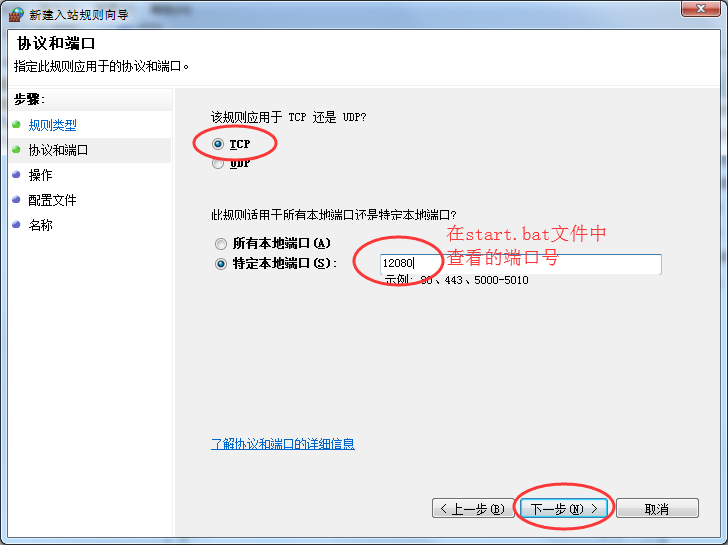 新建入站规则向导
协议和端口
指定此规则应用于的协议和端口。
步骤:
规则类型
协议和端口
操作
配置文件
名称
该规则应用于 TCP 还是 UDP?
TCP
UDP
此规则适用于所有本地端口还是特定本地端口?
所有本地端口(A)
特定本地端口(S):
12080
示例: 80、443、5000-5010
在start.bat文件中
查看的端口号
了解协议和端口的详细信息
< 上一步(B)
下一步(N) >
取消